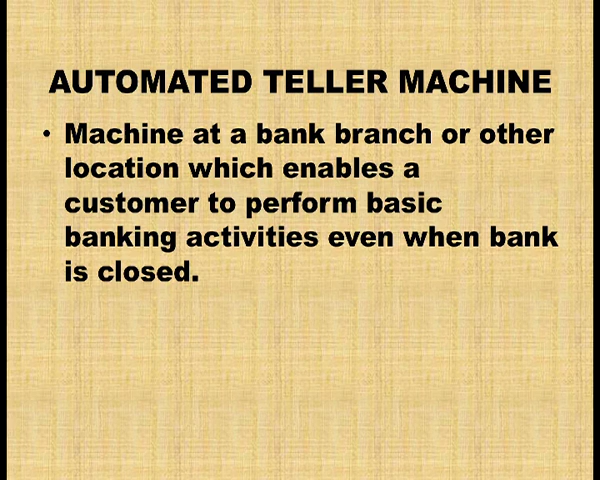 AUTOMATED TELLER MACHINE
• Machine at a bank branch or other
location which enables a
customer to perform basic
banking activities even when bank
is closed.